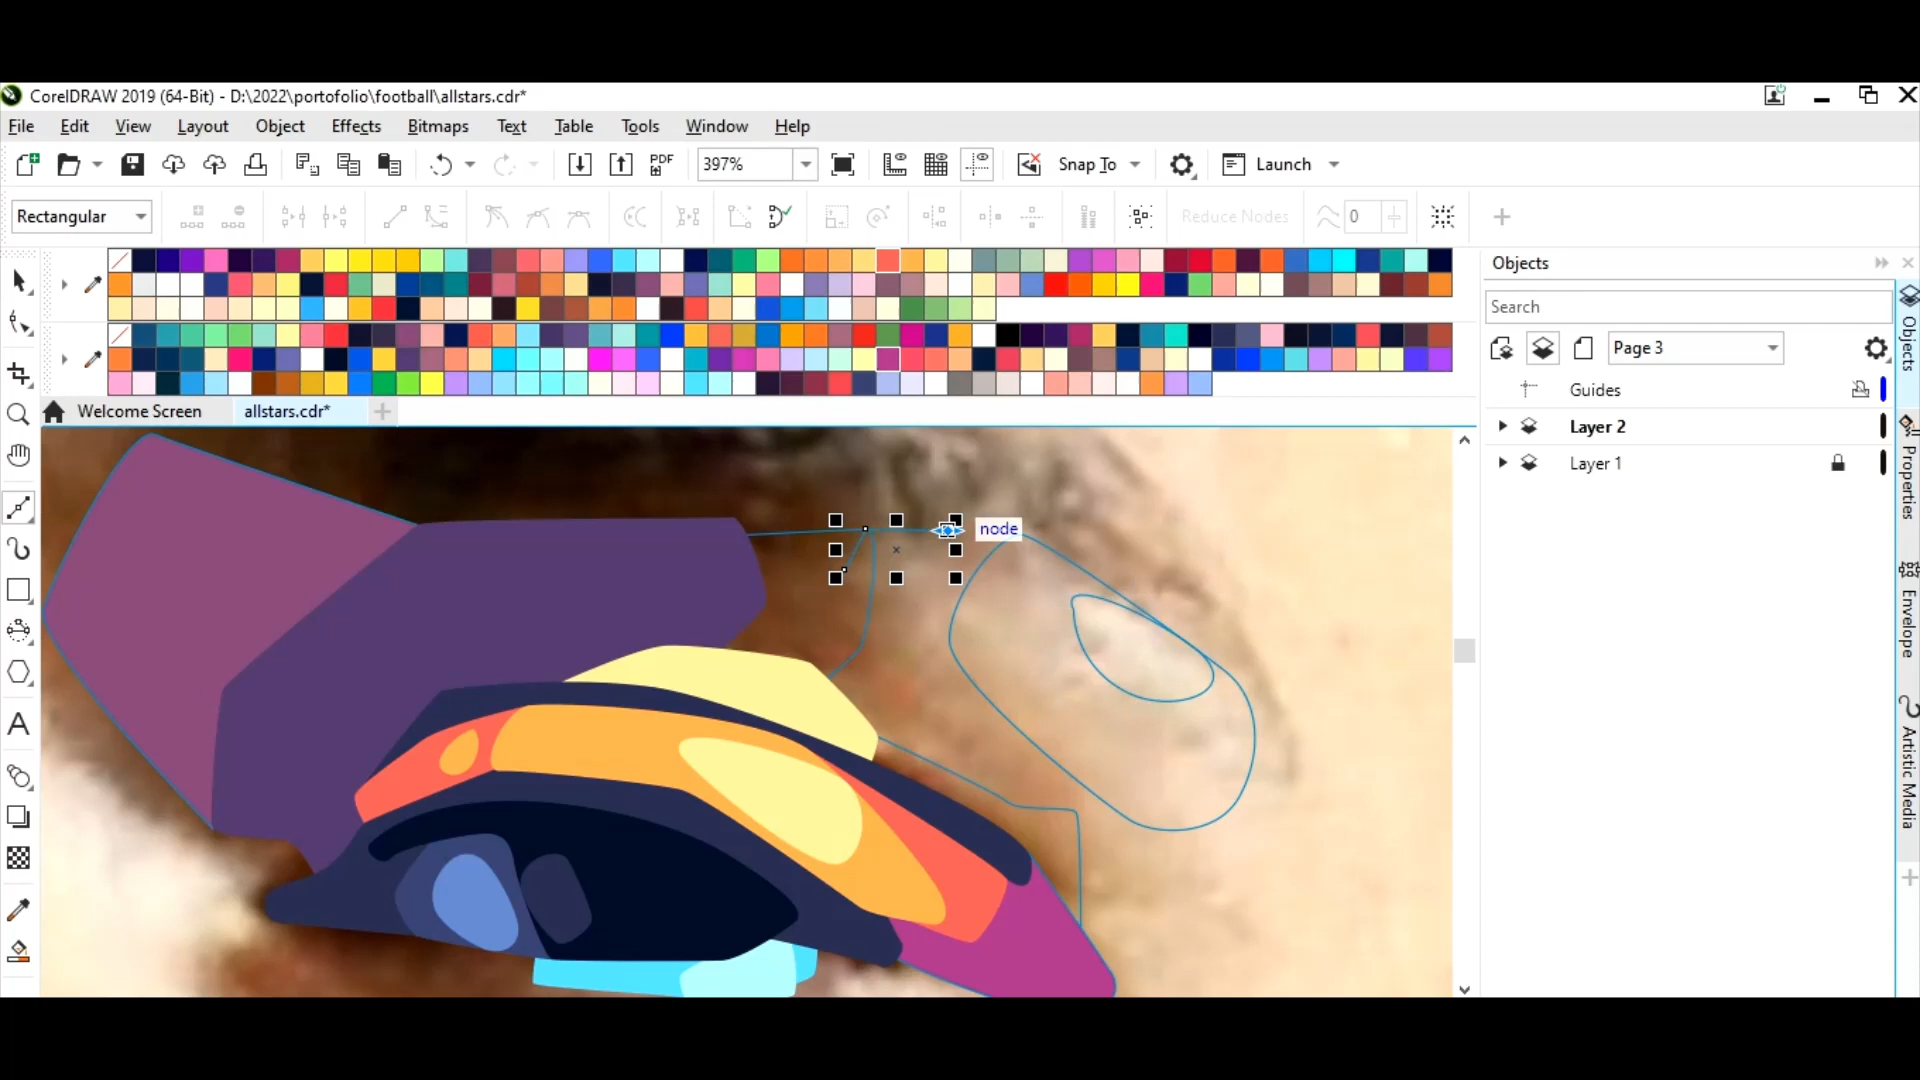 CorelDRAW 2019 (64-Bit) - D:\2022\portofolio\football\allstars.cdr*
File Edit View Layout Object Effects Bitmaps Text Table Tools Window Help
PDF 397% Snap To Launch
Rectangular Reduce Nodes 0
Objects
Search
Page 3
Guides
Layer 2
Layer 1
Welcome Screen allstars.cdr*
node
Objects
Properties
Envelope
Artistic Media